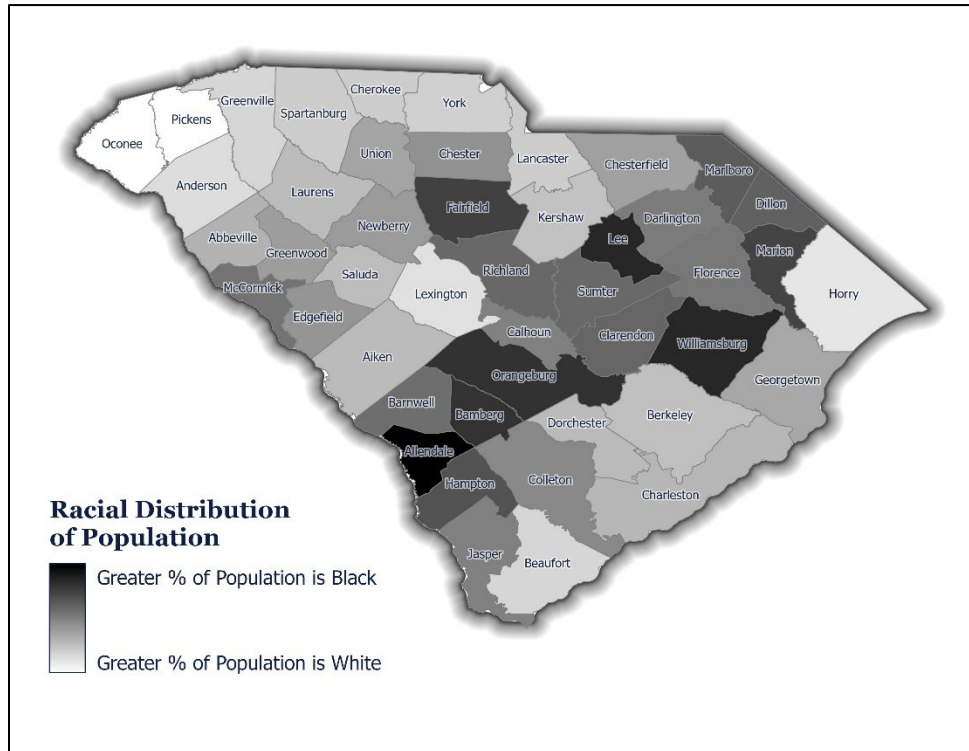 Cherokee
Greenville
York
Spartanburg
Pickens
Oconee
Union
Chester
Lancaster
Chesterfield
Marlboro
Anderson
Laurens
Dillon
Fairfield
Kershaw
Darlington
Abbeville
Newberry
Greenwood
Lee
Marion
Saluda
Richland
Florence
McCormick
Lexington
Sumter
Horry
Edgefield
Calhoun
Clarendon
Williamsburg
Aiken
Orangeburg
Georgetown
Barnwell
Bamberg
Dorchester
Berkeley
Allendale
Hampton
Colleton
Charleston
Jasper
Beaufort
Racial Distribution
of Population
Greater % of Population is Black
Greater % of Population is White